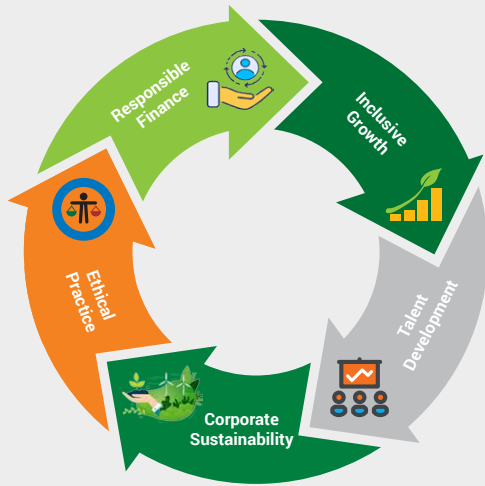 Responsible
Finance
Inclusive
Growth
Talent
Development
Corporate
Sustainability
Ethical
Practice